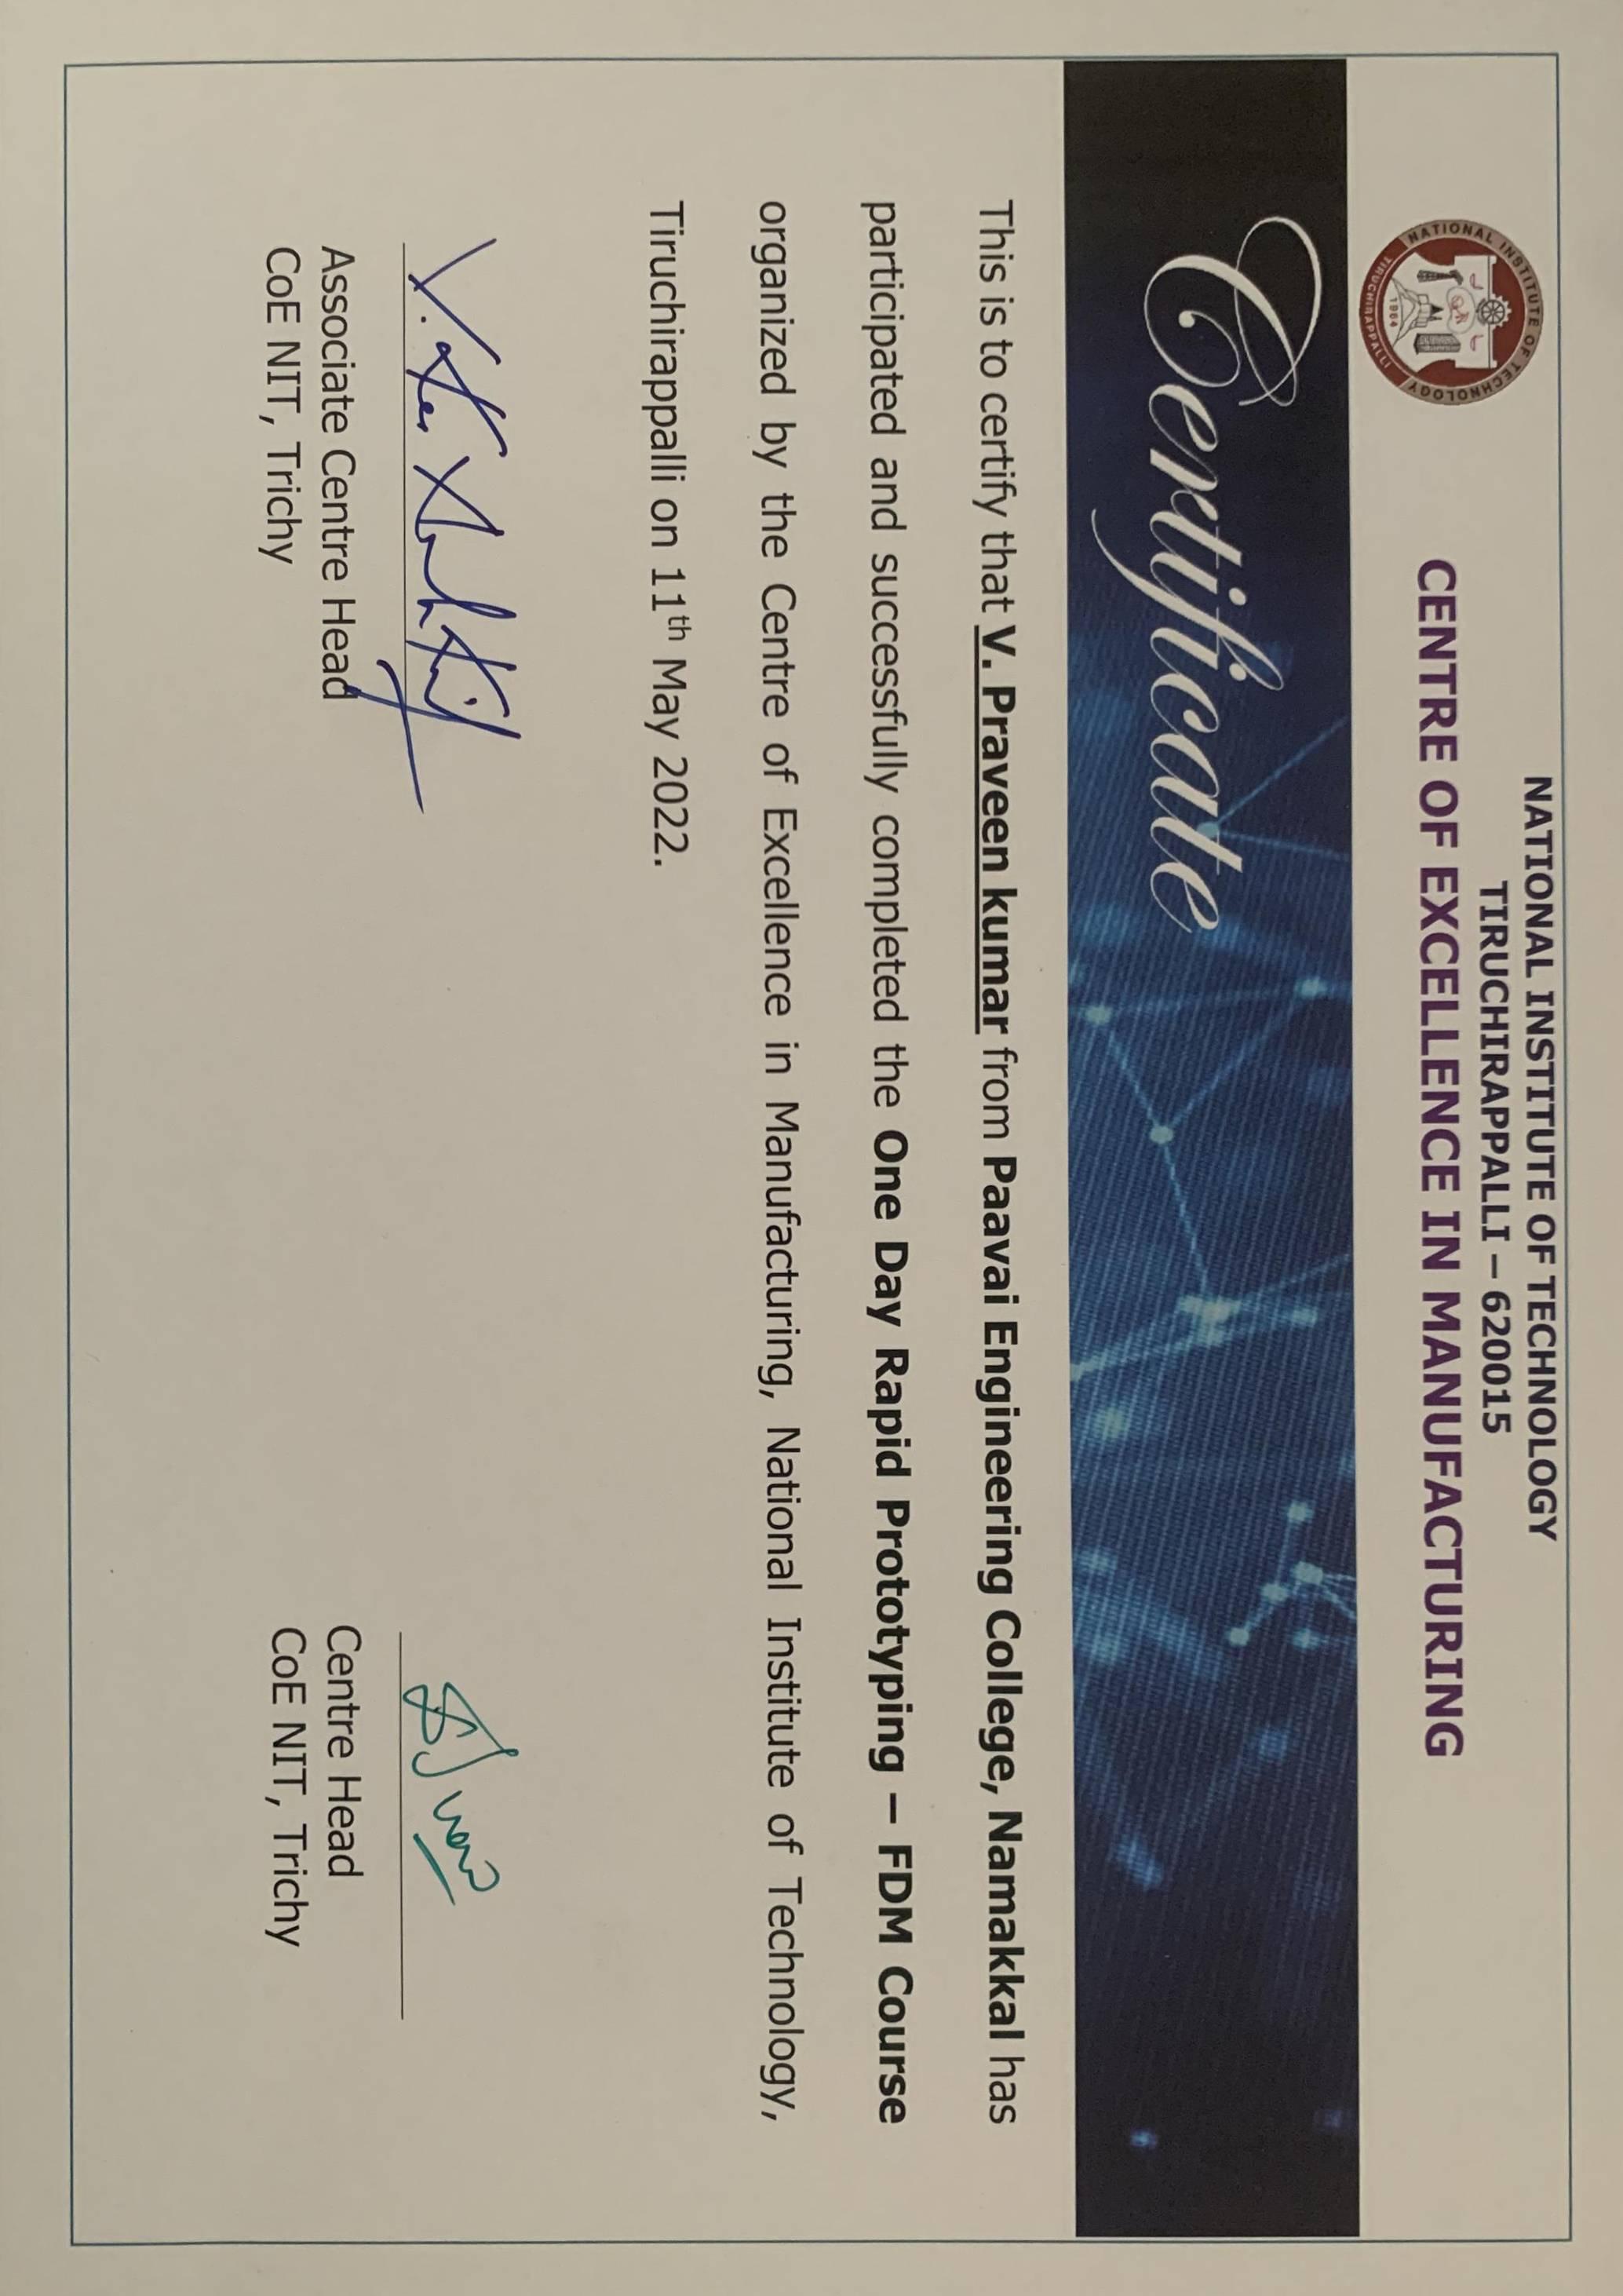 NATIONAL INSTITUTE OF TECHNOLOGY
TIRUCHIRAPPALLI – 620015
CENTRE OF EXCELLENCE IN MANUFACTURING
NATIONAL INSTITUTE OF TECHNOLOGY
TIRUCHIRAPPALLI
1964
Certificate
This is to certify that V. Praveen kumar from Paavai Engineering College, Namakkal has
participated and successfully completed the One Day Rapid Prototyping – FDM Course
organized by the Centre of Excellence in Manufacturing, National Institute of Technology,
Tiruchirappalli on 11th May 2022.
Associate Centre Head
CoE NIT, Trichy
Centre Head
CoE NIT, Trichy